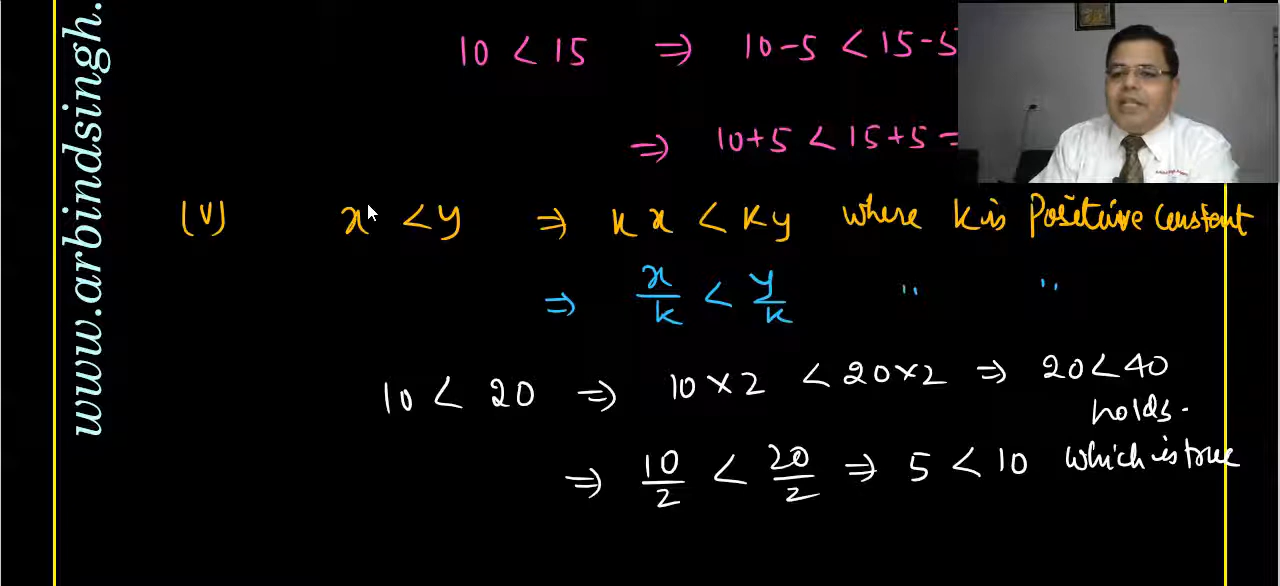 www.arbindsingh.
10 < 15 ⇒ 10-5 < 15-5
⇒ 10+5 < 15+5 =
(V) x < y ⇒ kx < ky where k is Positive constant
⇒ x/k < y/k " "
10 < 20 ⇒ 10×2 < 20×2 ⇒ 20<40
holds.
⇒ 10/2 < 20/2 ⇒ 5 < 10 which is true